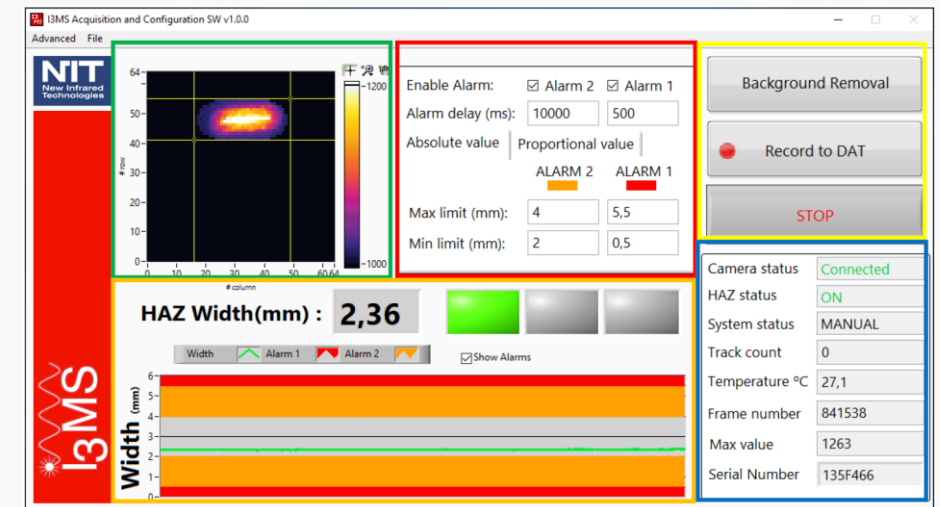 I3MS Acquisition and Configuration SW v1.0.0
Advanced File
NIT
New Infrared
Technologies
I3MS
64-
50-
40-
30-
20-
10-
0-
# row
0 10 20 30 40 50 60 64
# column
-1200
-1000
Enable Alarm: Alarm 2 Alarm 1
Alarm delay (ms): 10000 500
Absolute value Proportional value
ALARM 2 ALARM 1
Max limit (mm): 4 5,5
Min limit (mm): 2 0,5
Background Removal
Record to DAT
STOP
HAZ Width(mm) : 2,36
Width Alarm 1 Alarm 2 Show Alarms
Width (mm)
6-
5-
4-
3-
2-
1-
0-
Camera status Connected
HAZ status ON
System status MANUAL
Track count 0
Temperature ºC 27,1
Frame number 841538
Max value 1263
Serial Number 135F466